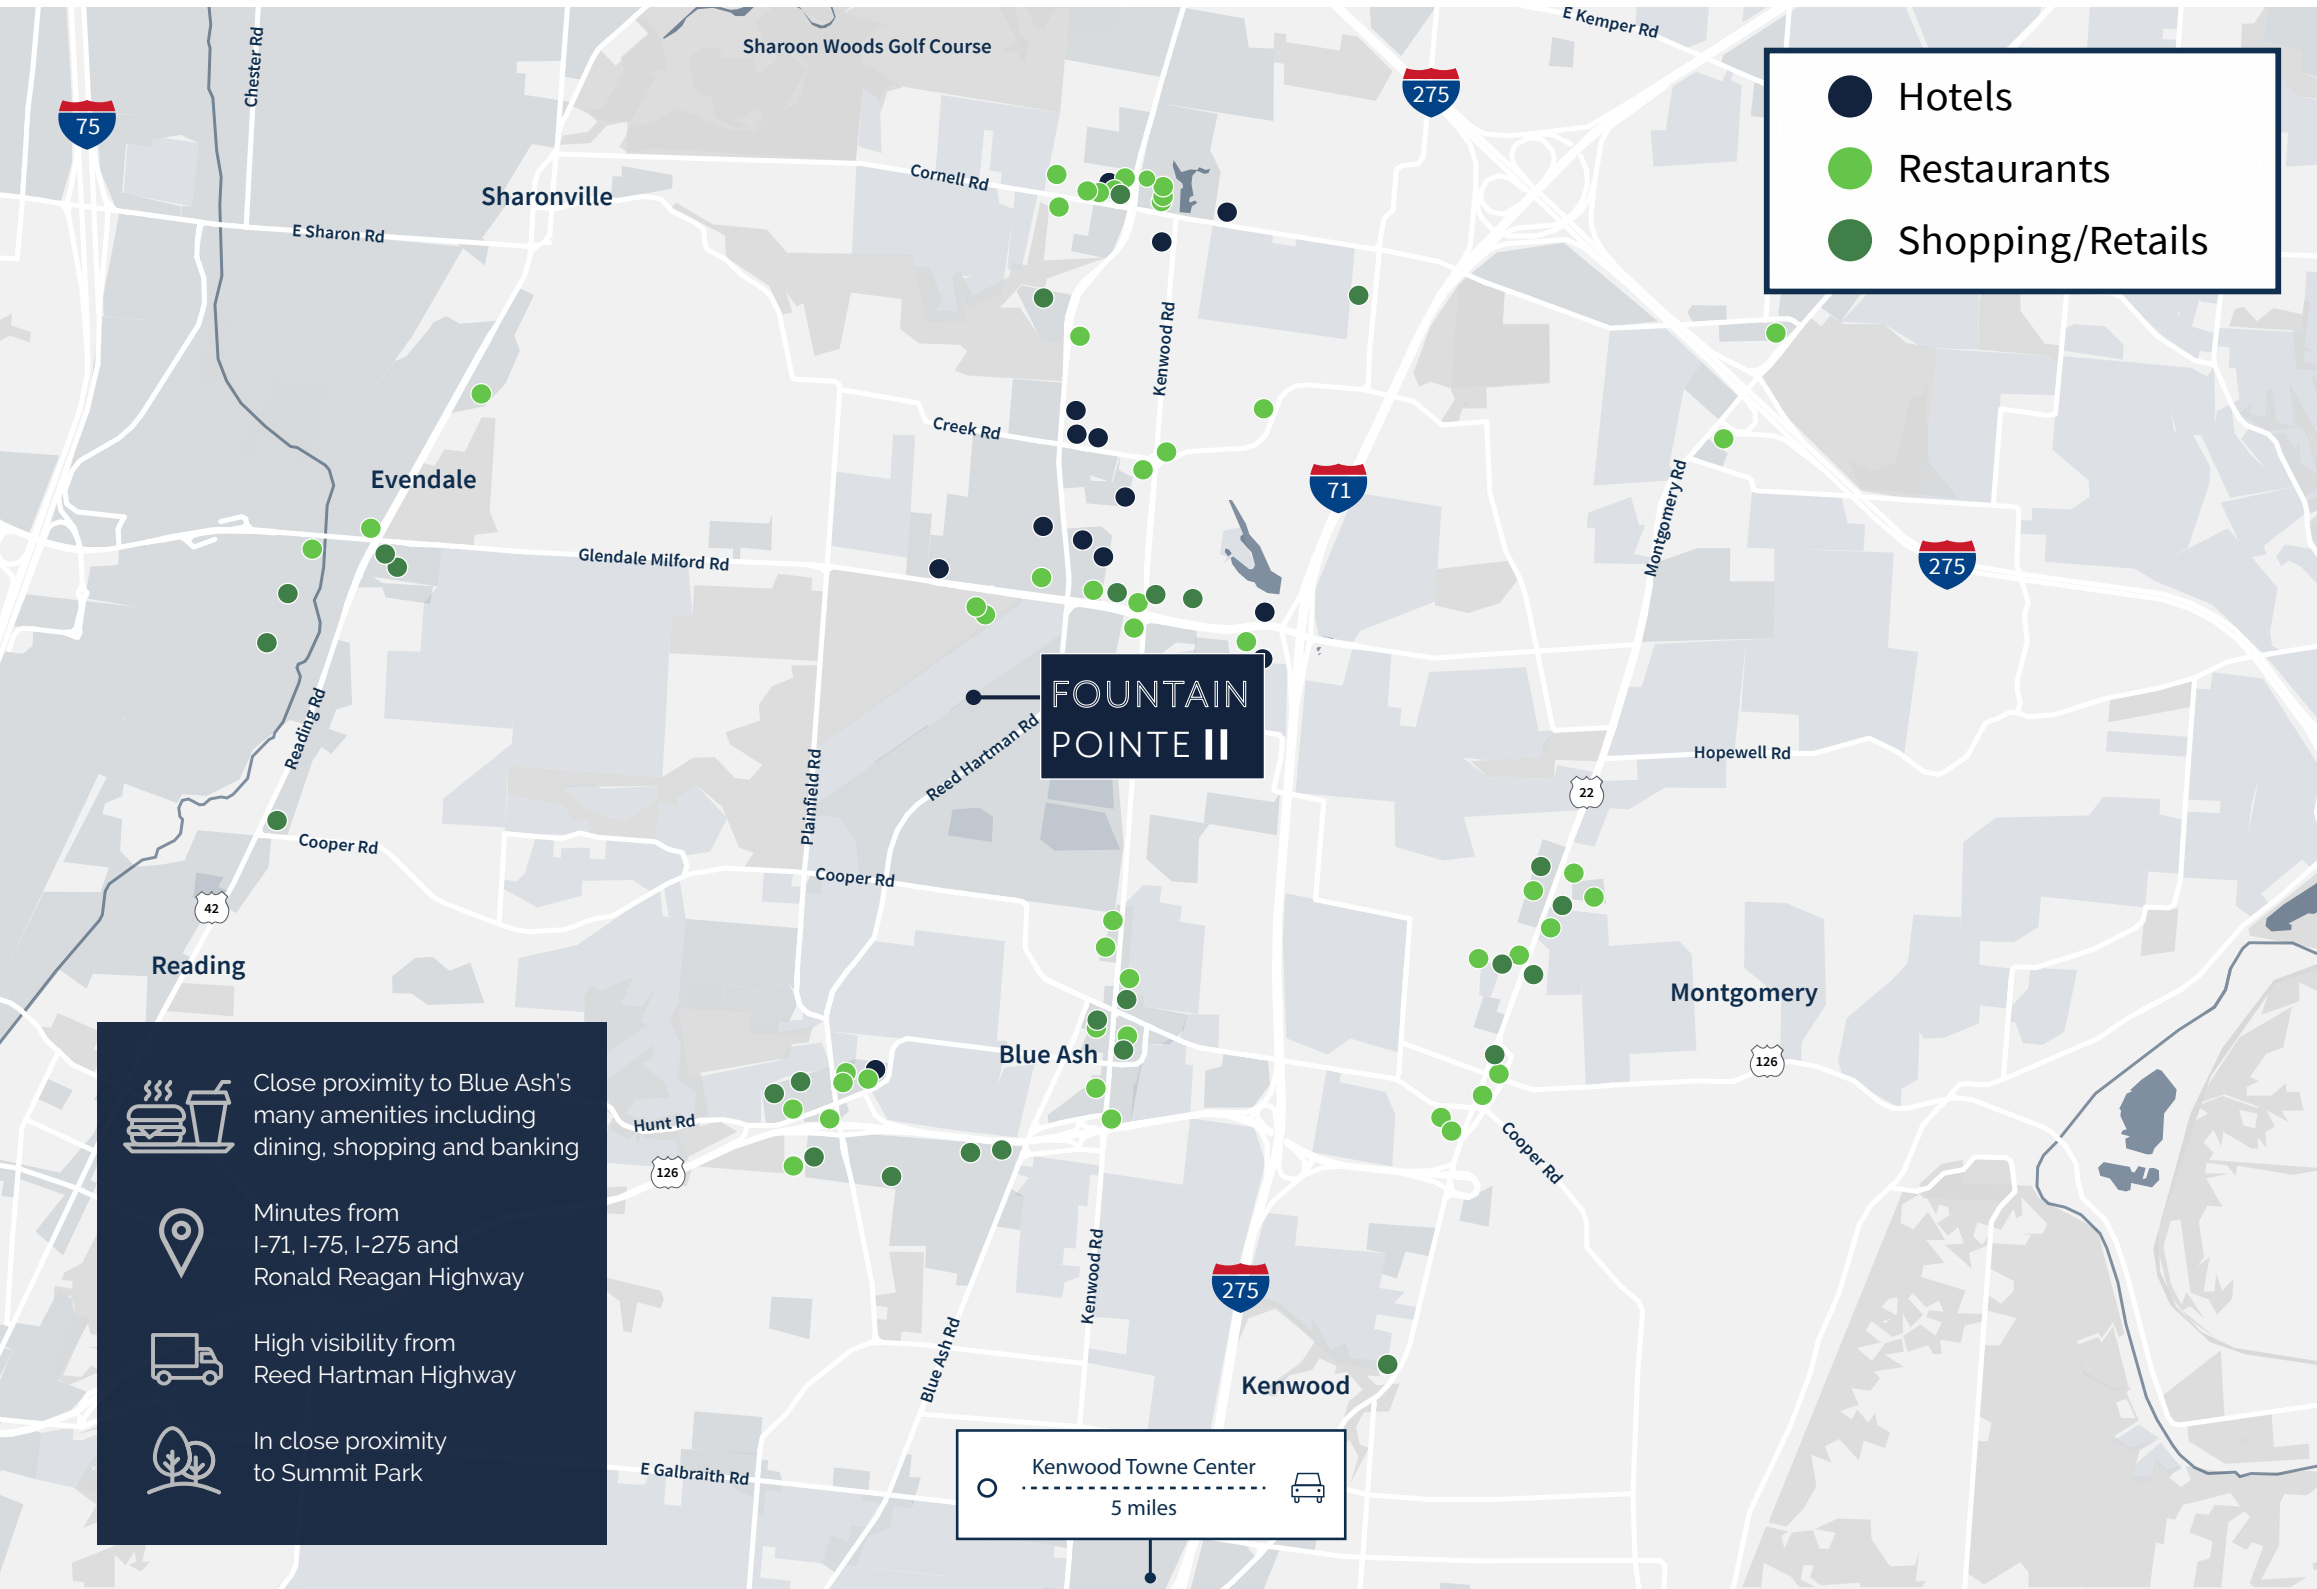 Sharoon Woods Golf Course
E Kemper Rd
Chester Rd
75
275
Hotels
Restaurants
Shopping/Retails
Cornell Rd
Sharonville
E Sharon Rd
Kenwood Rd
Creek Rd
Evendale
71
Montgomery Rd
Glendale Milford Rd
275
Reading Rd
FOUNTAIN
POINTE II
Reed Hartman Rd
Plainfield Rd
Hopewell Rd
22
Cooper Rd
Cooper Rd
42
Reading
Montgomery
Blue Ash
126
Hunt Rd
Cooper Rd
126
Close proximity to Blue Ash's
many amenities including
dining, shopping and banking
Minutes from
I-71, I-75, I-275 and
Ronald Reagan Highway
High visibility from
Reed Hartman Highway
In close proximity
to Summit Park
Kenwood Rd
275
Blue Ash Rd
Kenwood
E Galbraith Rd
Kenwood Towne Center
5 miles